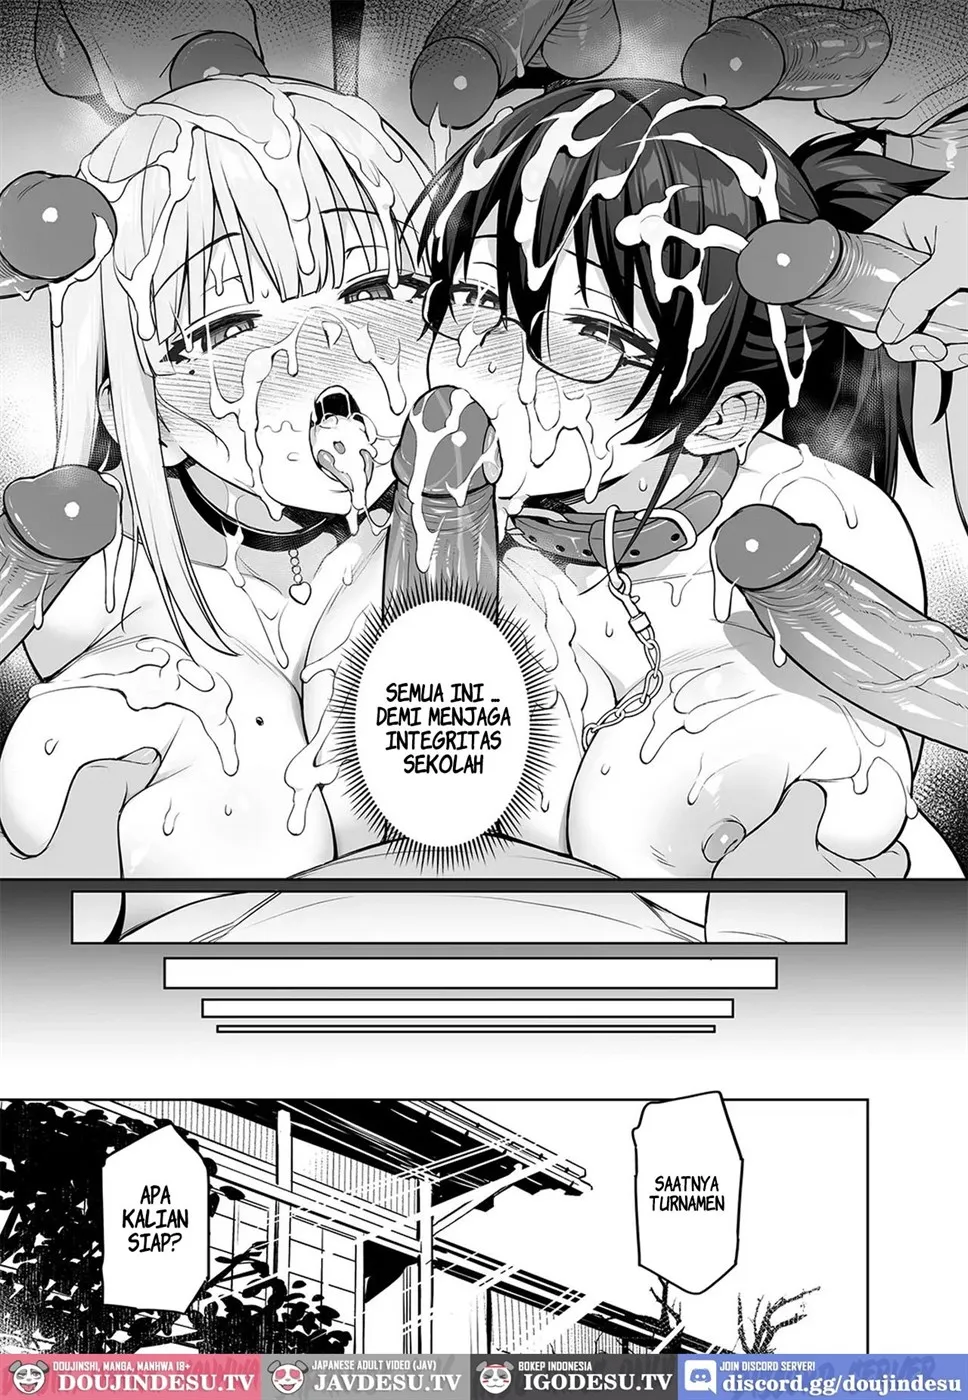 SEMUA INI ..
DEMI MENJAGA
INTEGRITAS
SEKOLAH
SAATNYA
TURNAMEN
APA
KALIAN
SIAP?
DOUJINSHI, MANGA, MANHWA 18+
DOUJINDESU.TV
JAPANESE ADULT VIDEO (JAV)
JAVDESU.TV
BOKEP INDONESIA
IGODESU.TV
JOIN DISCORD SERVER!
discord.gg/doujindesu